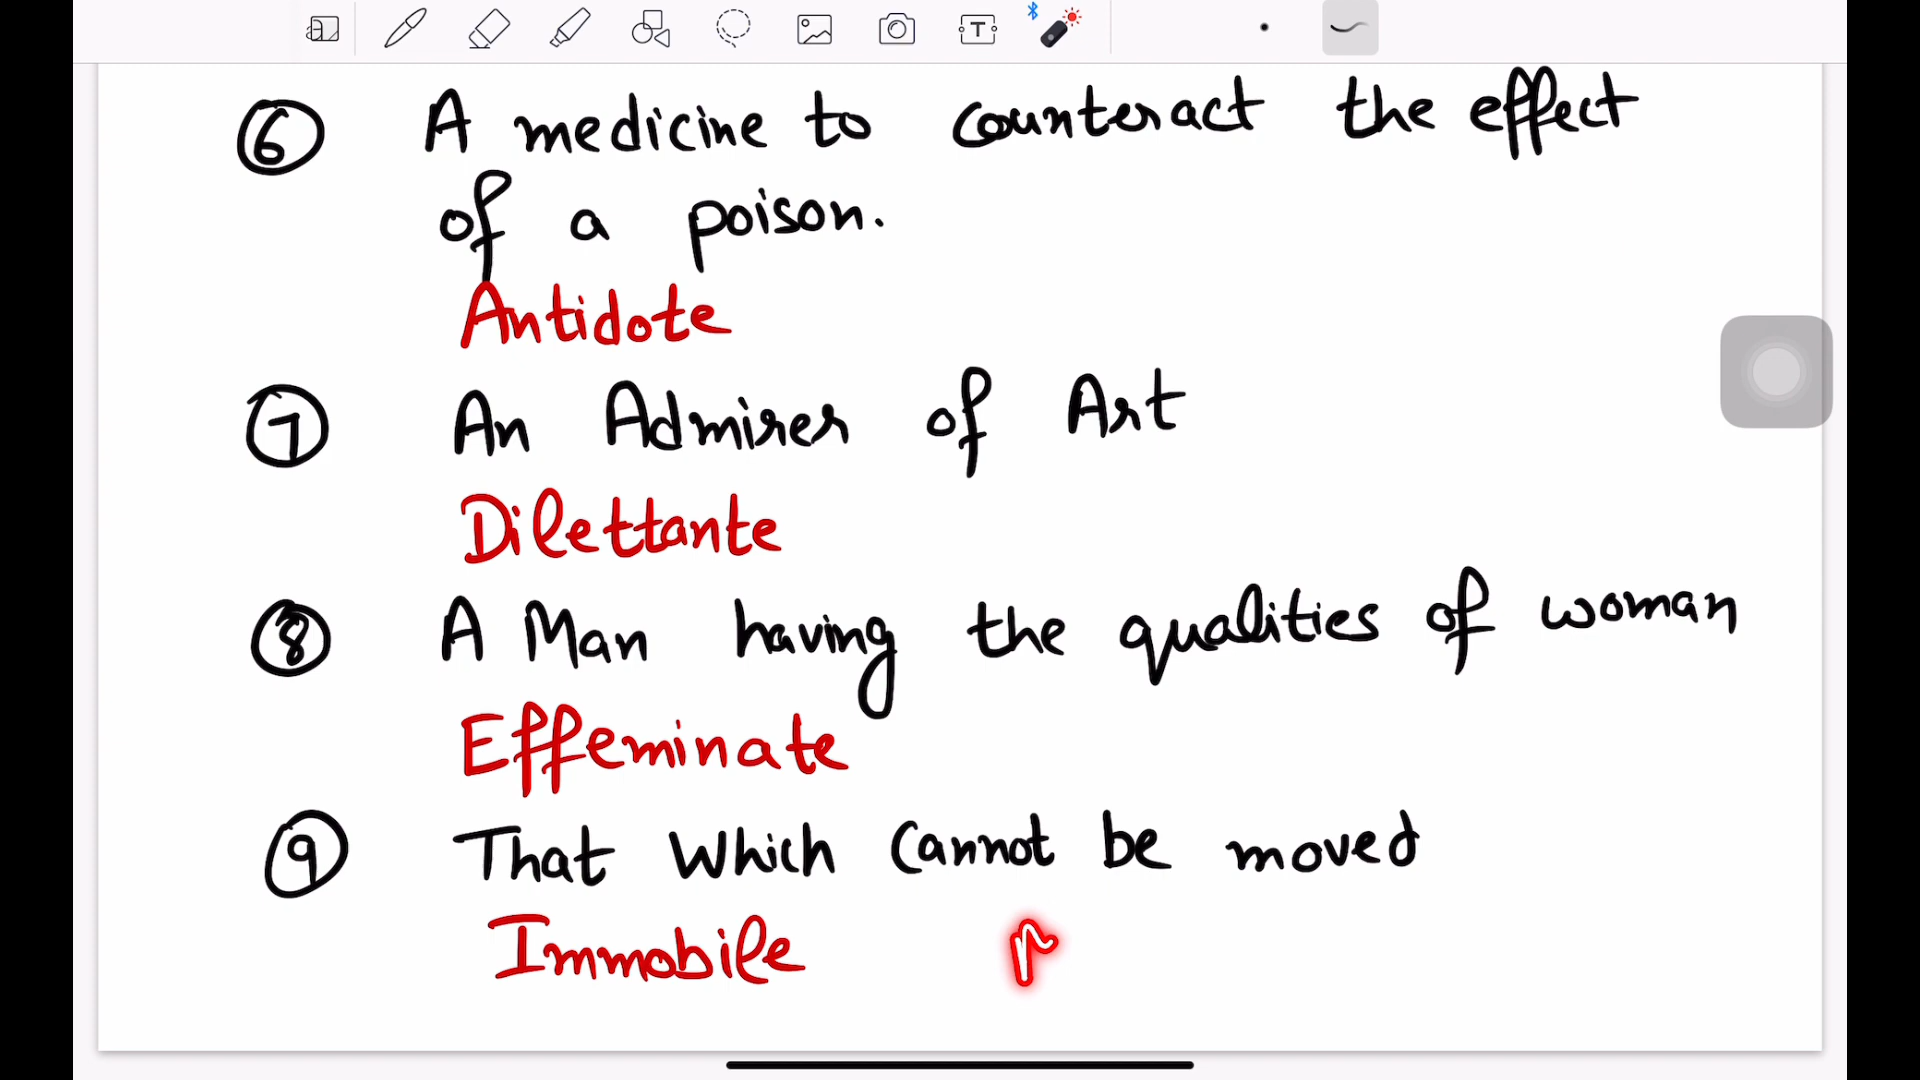 6 A medicine to counteract the effect
of a poison.
Antidote
7 An Admirer of Art
Dilettante
8 A Man having the qualities of woman
Effeminate
9 That Which Cannot be moved
Immobile